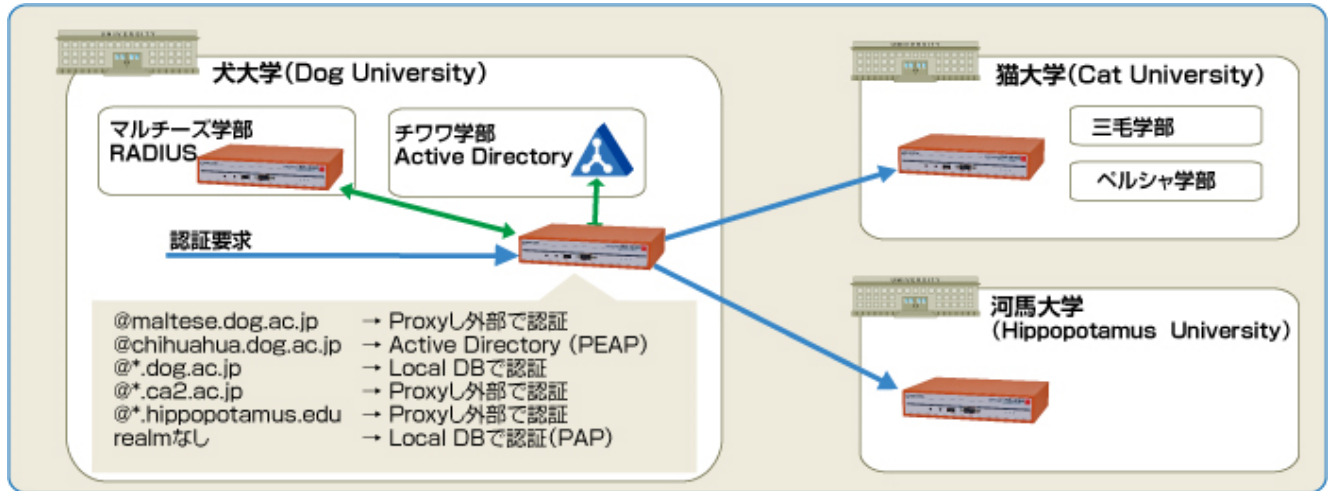 UNIVERSITY
犬大学(Dog University)
マルチーズ学部
RADIUS
チワワ学部
Active Directory
認証要求
@maltese.dog.ac.jp → Proxyし外部で認証
@chihuahua.dog.ac.jp → Active Directory (PEAP)
@*.dog.ac.jp → Local DBで認証
@*.ca2.ac.jp → Proxyし外部で認証
@*.hippopotamus.edu → Proxyし外部で認証
realmなし → Local DBで認証(PAP)
UNIVERSITY
猫大学(Cat University)
三毛学部
ペルシャ学部
UNIVERSITY
河馬大学
(Hippopotamus University)